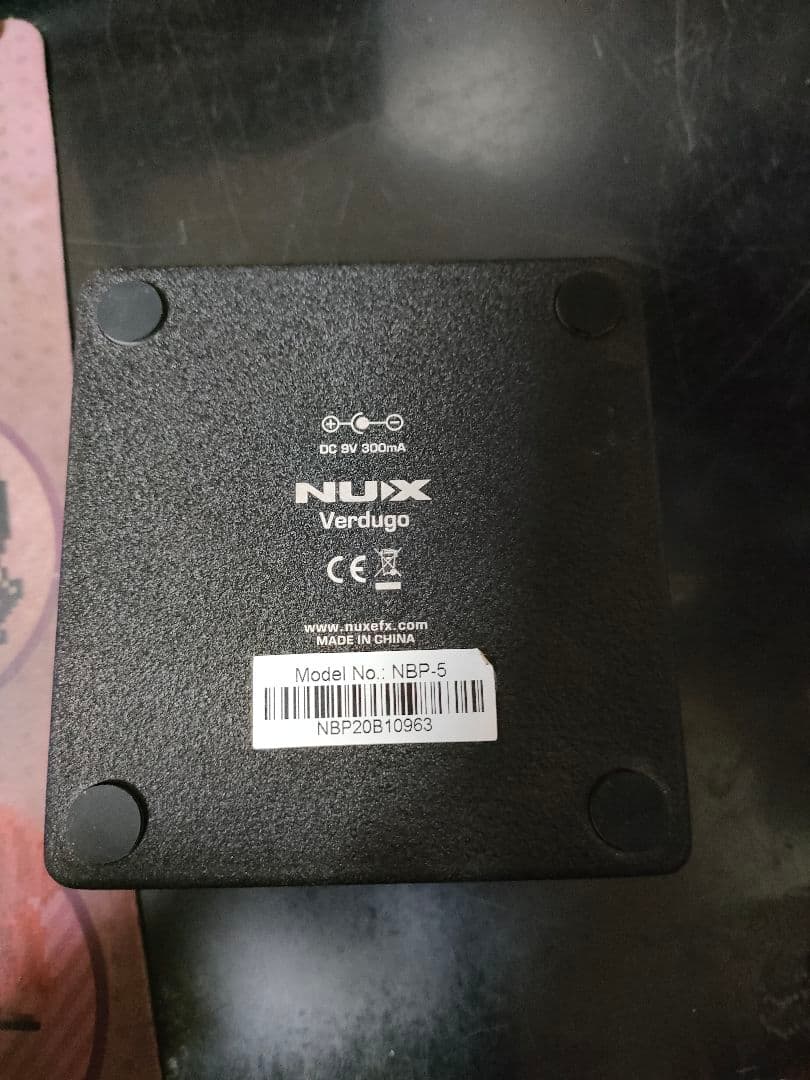 DC 9V 300mA
NUX
Verdugo
CE
www.nuxefx.com
MADE IN CHINA
Model No.: NBP-5
NBP20B10963